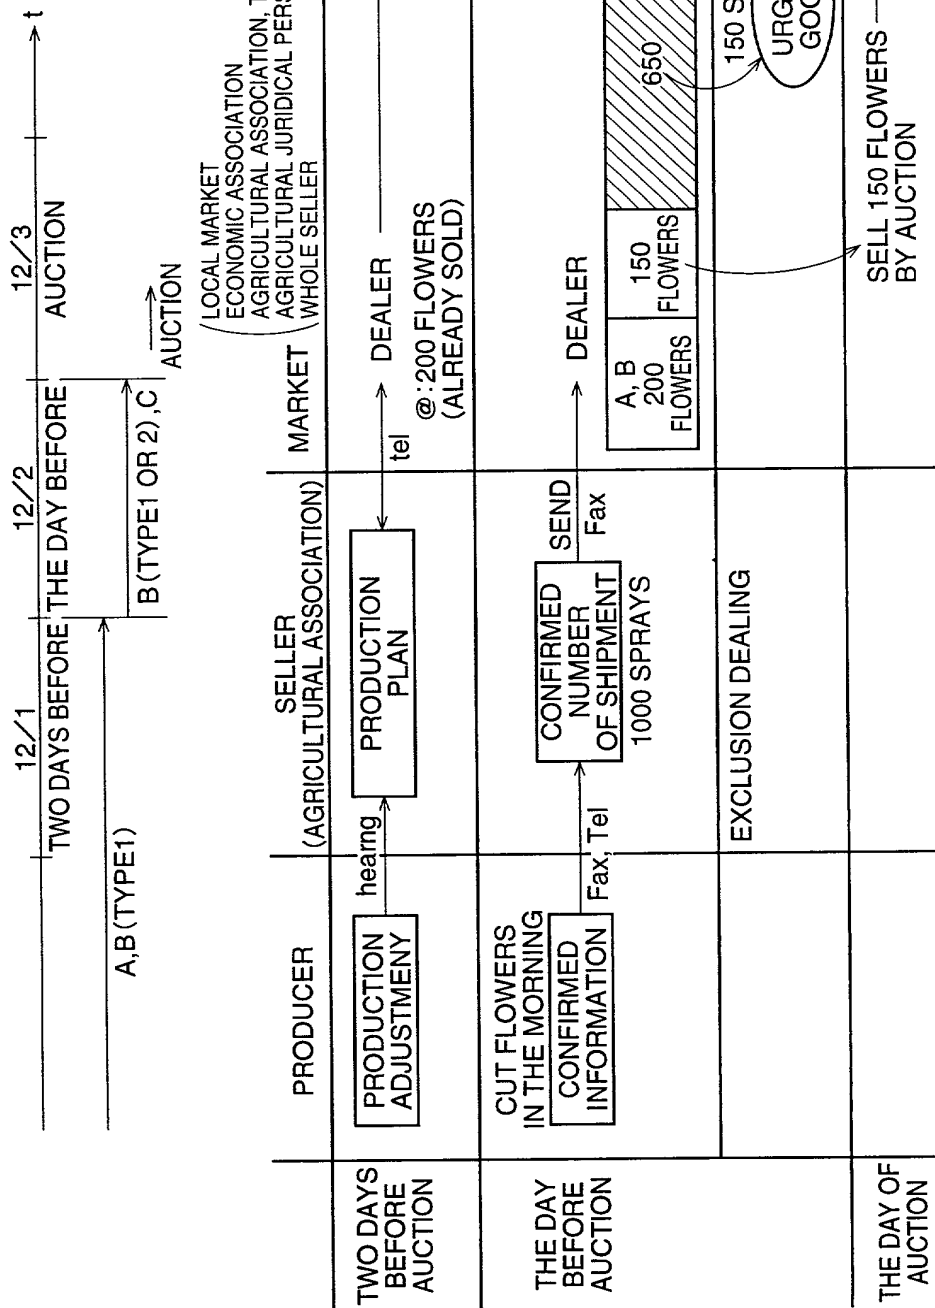 12/1
12/2
12/3
t
TWO DAYS BEFORE
THE DAY BEFORE
AUCTION
A,B(TYPE1)
B(TYPE1 OR 2),C
AUCTION
PRODUCER
SELLER
(AGRICULTURAL ASSOCIATION)
MARKET
LOCAL MARKET
ECONOMIC ASSOCIATION
AGRICULTURAL ASSOCIATION, T
AGRICULTURAL JURIDICAL PERS
WHOLE SELLER
TWO DAYS
BEFORE
AUCTION
PRODUCTION
ADJUSTMENT
hearng
PRODUCTION
PLAN
tel
DEALER
@:200 FLOWERS
(ALREADY SOLD)
THE DAY
BEFORE
AUCTION
CUT FLOWERS
IN THE MORNING
CONFIRMED
INFORMATION
Fax, Tel
CONFIRMED
NUMBER
OF SHIPMENT
1000 SPRAYS
SEND
Fax
DEALER
A, B
200
FLOWERS
150
FLOWERS
650
EXCLUSION DEALING
150 S
URG
GOO
THE DAY OF
AUCTION
SELL 150 FLOWERS
BY AUCTION